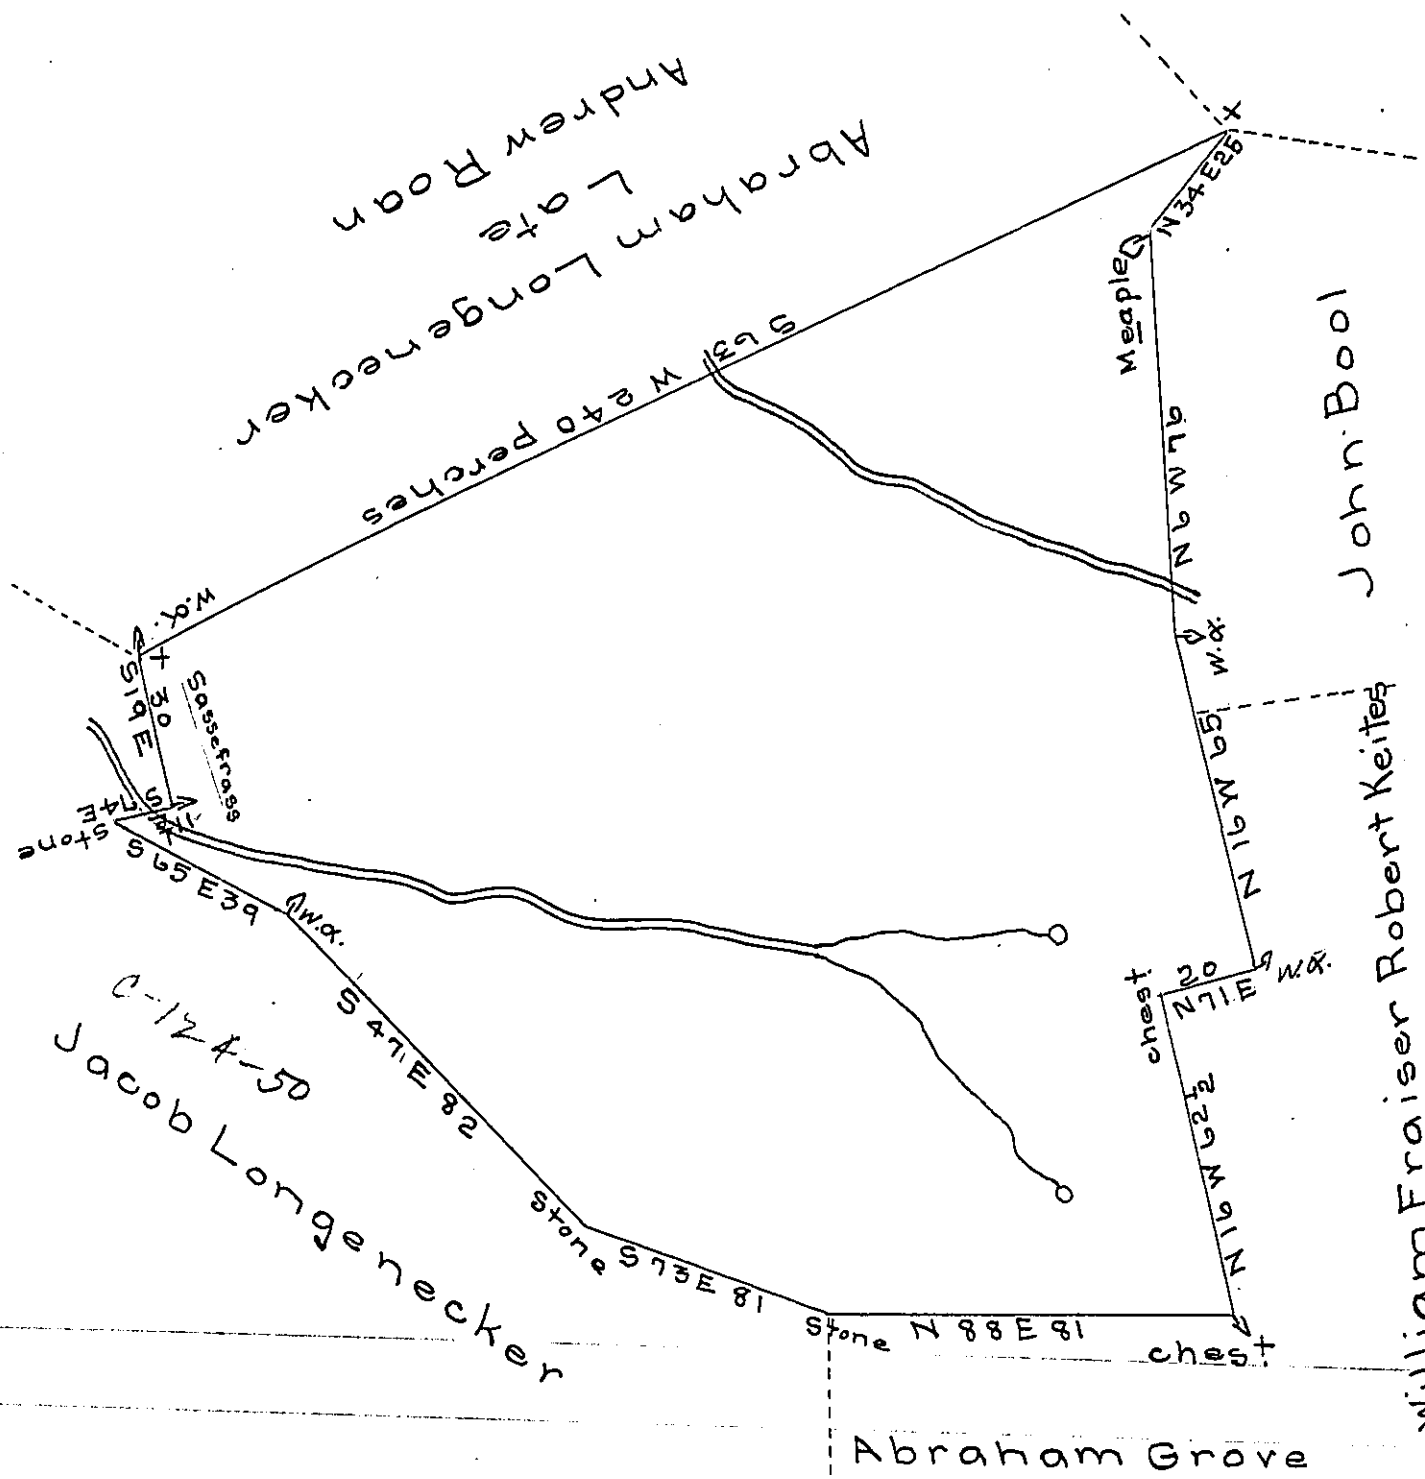 Andrew Roan
Late
Abraham Longenecker
S 63 W 240 perches
N 34 E 25
Meaple
N 6 W 76
John Bool
W.O.
N 16 W 65
W.O.
20
N 71 E
chest
N 16 W 62 1/2
William Fraiser Robert Keites
chest
N 88 E 81
Stone
Abraham Grove
S 73 E 81
Stone
S 47 E 82
W.O.
S 65 E 39
Stone
S 74 E
Sassefrass
S 19 E 30
W.O.
C-124-50
Jacob Longenecker